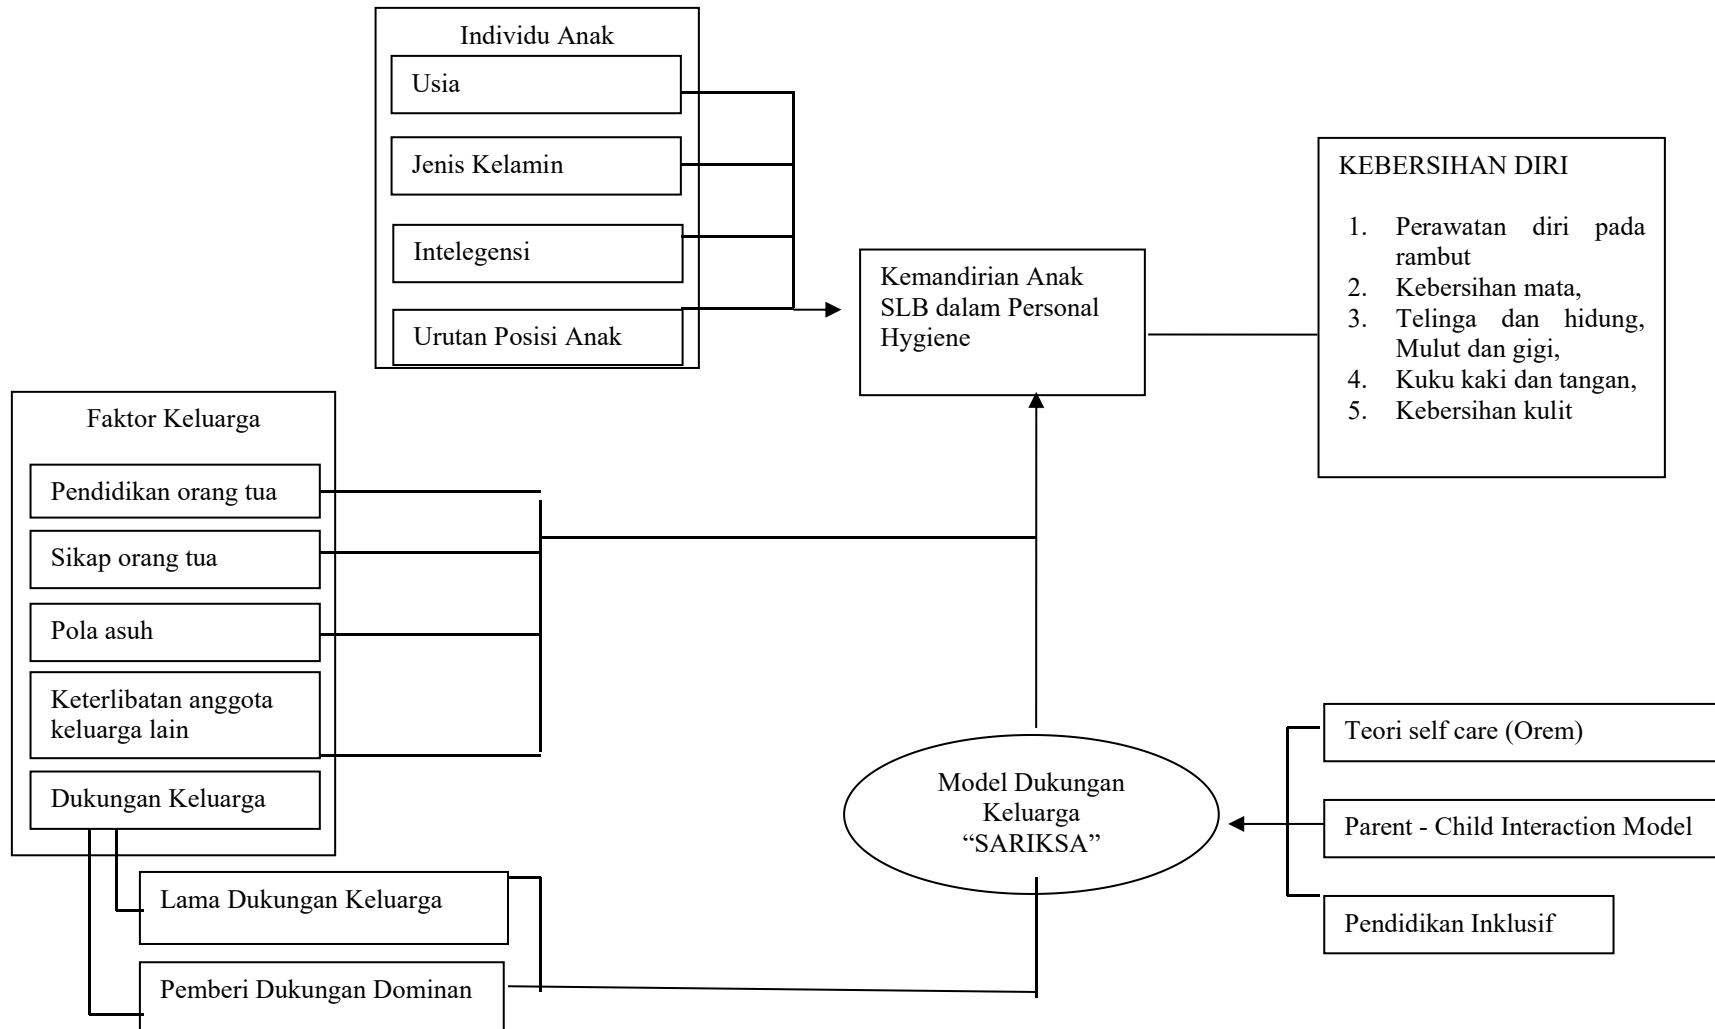 Individu Anak
Usia
Jenis Kelamin
Intelegensi
Urutan Posisi Anak
Kemandirian Anak
SLB dalam Personal
Hygiene
KEBERSIHAN DIRI
1. Perawatan diri pada
rambut
2. Kebersihan mata,
3. Telinga dan hidung,
Mulut dan gigi,
4. Kuku kaki dan tangan,
5. Kebersihan kulit
Faktor Keluarga
Pendidikan orang tua
Sikap orang tua
Pola asuh
Keterlibatan anggota
keluarga lain
Dukungan Keluarga
Lama Dukungan Keluarga
Pemberi Dukungan Dominan
Model Dukungan
Keluarga
“SARIKSA”
Teori self care (Orem)
Parent - Child Interaction Model
Pendidikan Inklusif